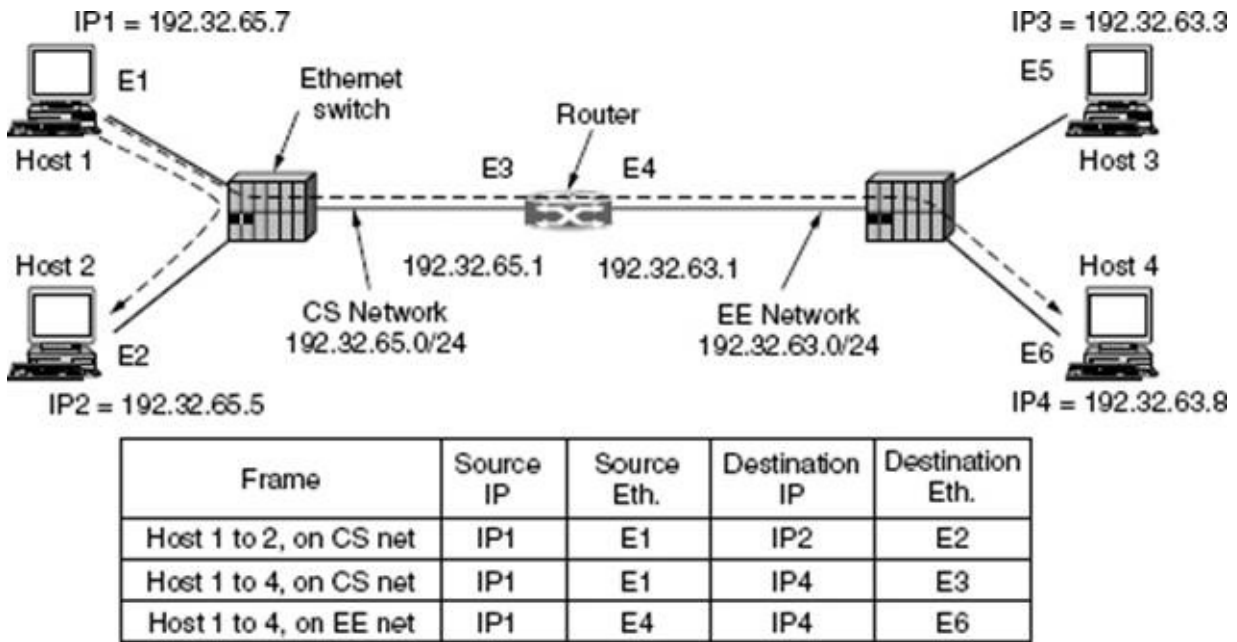 IP1 = 192.32.65.7
IP3 = 192.32.63.3
E1
Ethernet
switch
Router
E5
Host 1
E3
E4
Host 3
Host 2
192.32.65.1
192.32.63.1
Host 4
CS Network
192.32.65.0/24
EE Network
192.32.63.0/24
E2
E6
IP2 = 192.32.65.5
IP4 = 192.32.63.8
Frame Source IP Source Eth. Destination IP Destination Eth.
Host 1 to 2, on CS net IP1 E1 IP2 E2
Host 1 to 4, on CS net IP1 E1 IP4 E3
Host 1 to 4, on EE net IP1 E4 IP4 E6